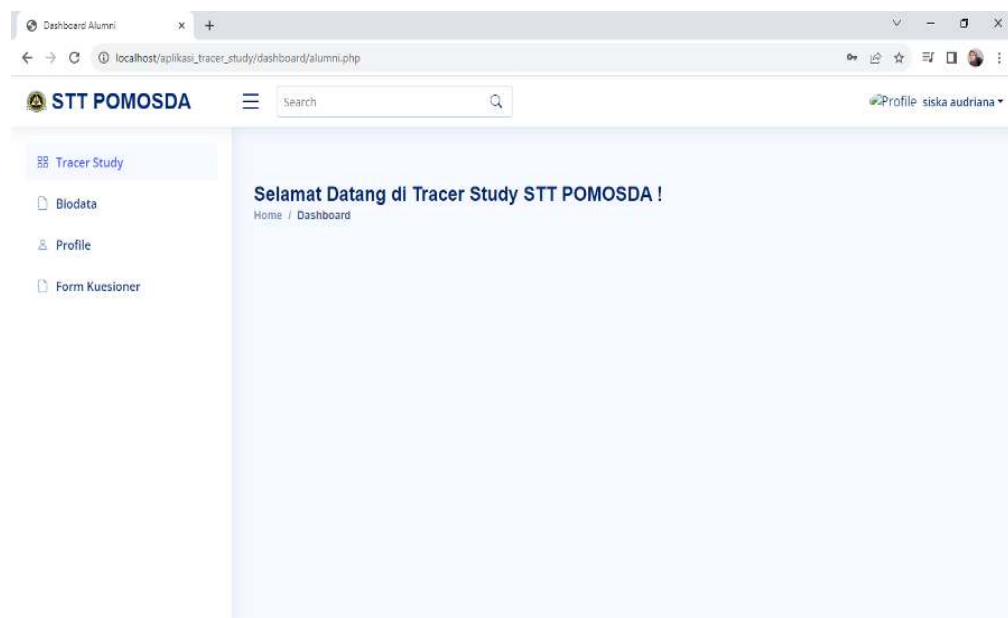 Dashboard Alumni
localhost/aplikasi_tracer_study/dashboard/alumni.php
STT POMOSDA
Search
Profile siska audriana
Tracer Study
Biodata
Profile
Form Kuesioner
Selamat Datang di Tracer Study STT POMOSDA !
Home / Dashboard